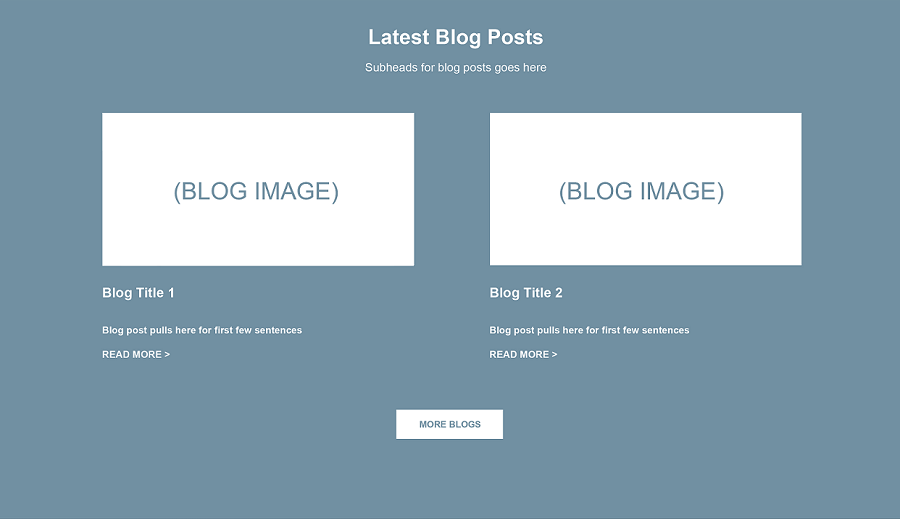 Latest Blog Posts
Subheads for blog posts goes here
(BLOG IMAGE)
Blog Title 1
Blog post pulls here for first few sentences
READ MORE >
(BLOG IMAGE)
Blog Title 2
Blog post pulls here for first few sentences
READ MORE >
MORE BLOGS